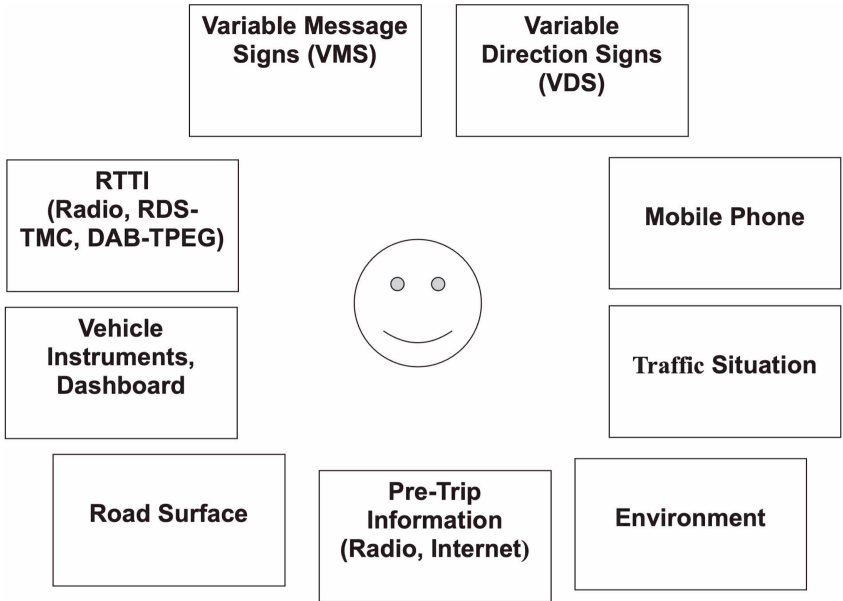 Variable Message
Signs (VMS)
Variable
Direction Signs
(VDS)
RTTI
(Radio, RDS-
TMC, DAB-TPEG)
Mobile Phone
Vehicle
Instruments,
Dashboard
Traffic Situation
Road Surface
Pre-Trip
Information
(Radio, Internet)
Environment